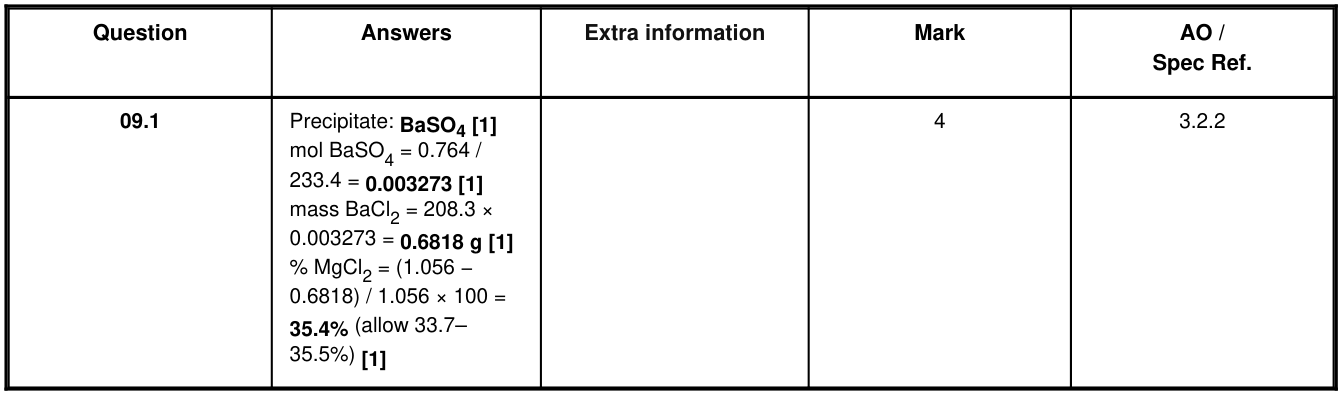 Question Answers Extra information Mark AO /
Spec Ref.
09.1 Precipitate: BaSO4 [1] 4 3.2.2
mol BaSO4 = 0.764 /
233.4 = 0.003273 [1]
mass BaCl2 = 208.3 ×
0.003273 = 0.6818 g [1]
% MgCl2 = (1.056 –
0.6818) / 1.056 × 100 =
35.4% (allow 33.7–
35.5%) [1]